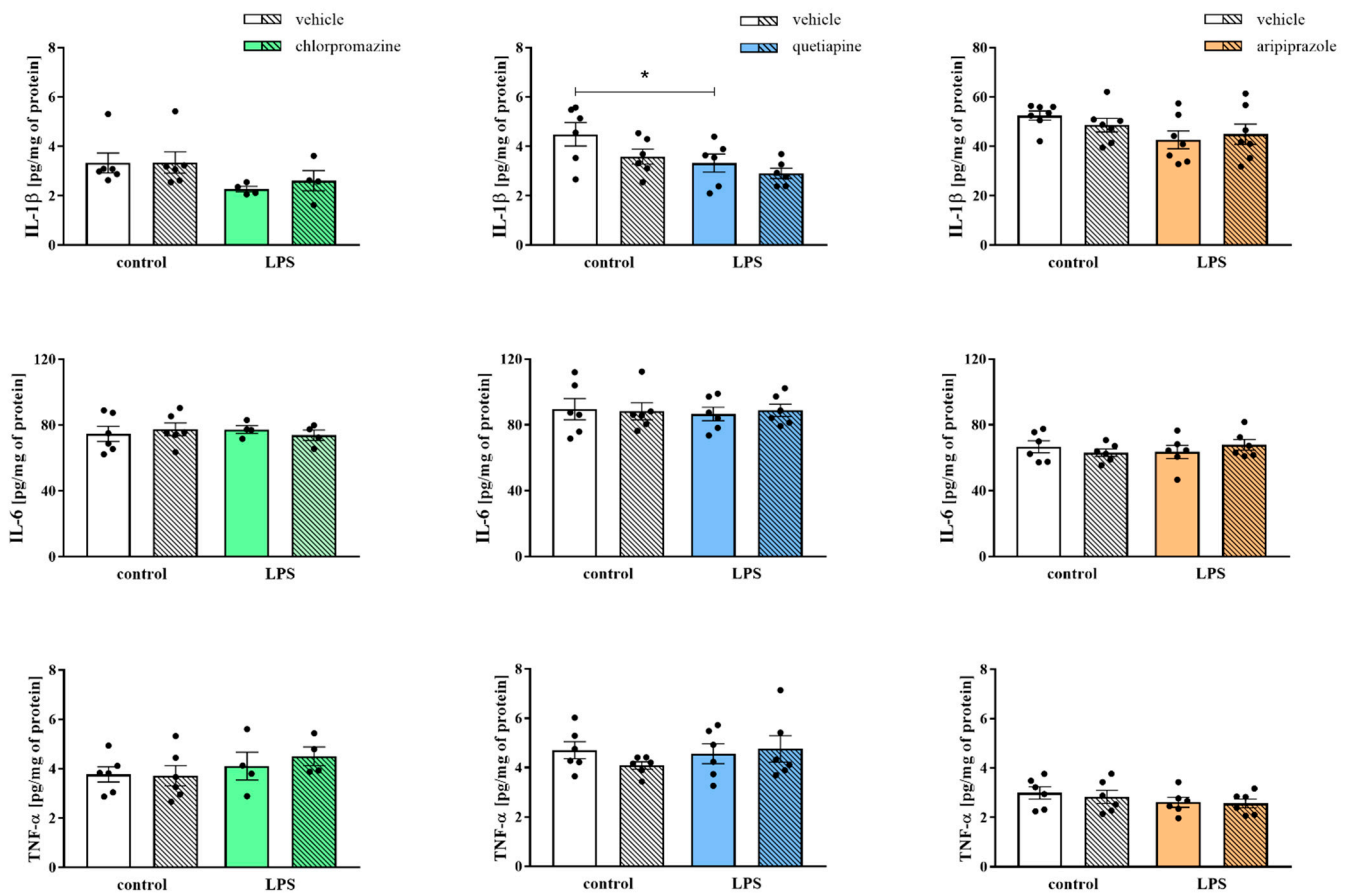 vehicle
chlorpromazine
vehicle
quetiapine
vehicle
aripiprazole
IL-1β [pg/mg of protein]
8
6
4
2
0
control LPS
IL-1β [pg/mg of protein]
8
6
4
2
0
*
control LPS
IL-1β [pg/mg of protein]
80
60
40
20
0
control LPS
IL-6 [pg/mg of protein]
120
80
40
0
control LPS
IL-6 [pg/mg of protein]
120
80
40
0
control LPS
IL-6 [pg/mg of protein]
120
80
40
0
control LPS
TNF-α [pg/mg of protein]
8
6
4
2
0
control LPS
TNF-α [pg/mg of protein]
8
6
4
2
0
control LPS
TNF-α [pg/mg of protein]
8
6
4
2
0
control LPS